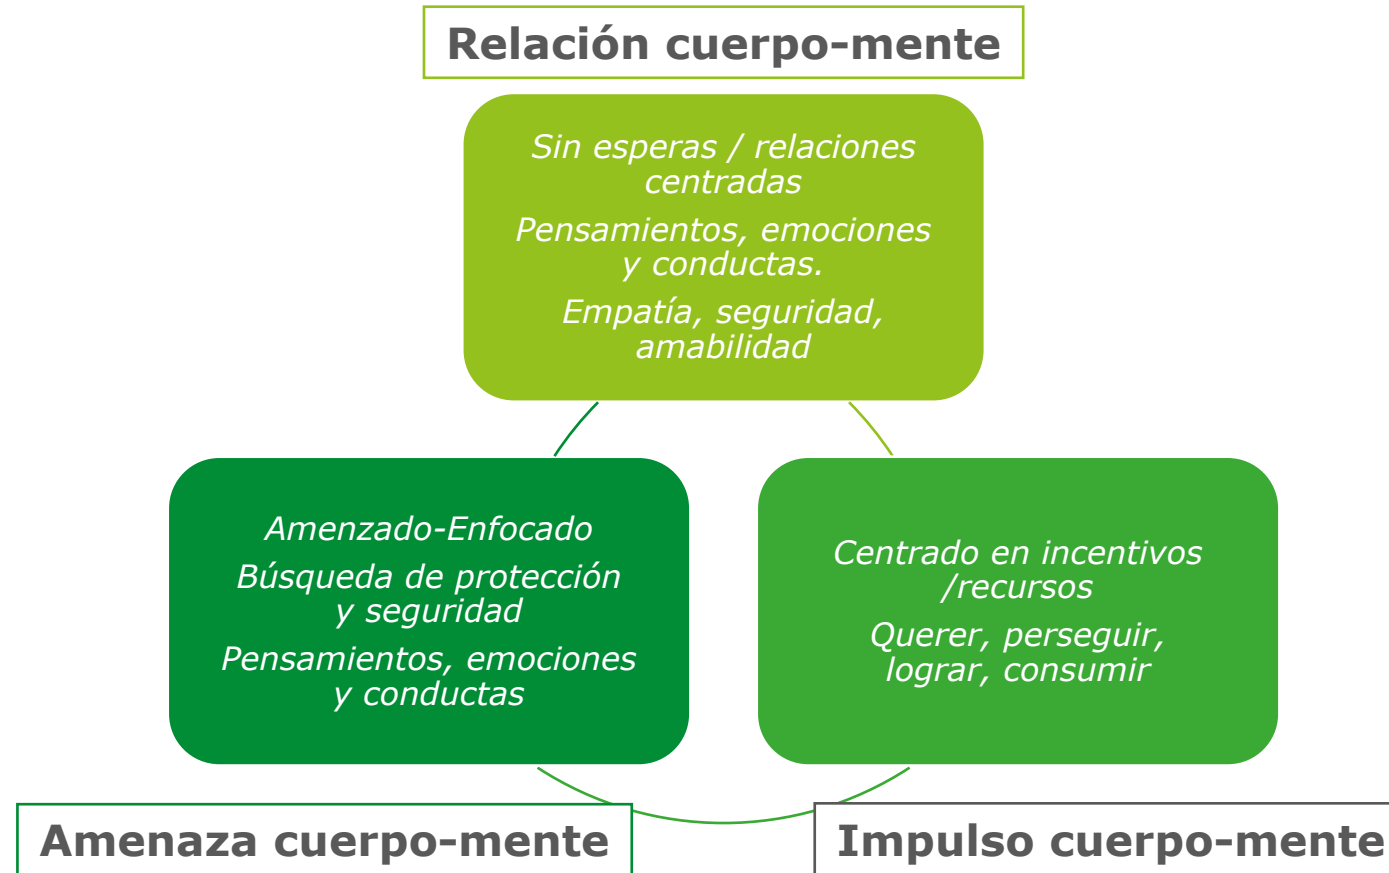 Relación cuerpo-mente
Sin esperas / relaciones
centradas
Pensamientos, emociones
y conductas.
Empatía, seguridad,
amabilidad
Amenzado-Enfocado
Búsqueda de protección
y seguridad
Pensamientos, emociones
y conductas
Centrado en incentivos
/recursos
Querer, perseguir,
lograr, consumir
Amenaza cuerpo-mente
Impulso cuerpo-mente